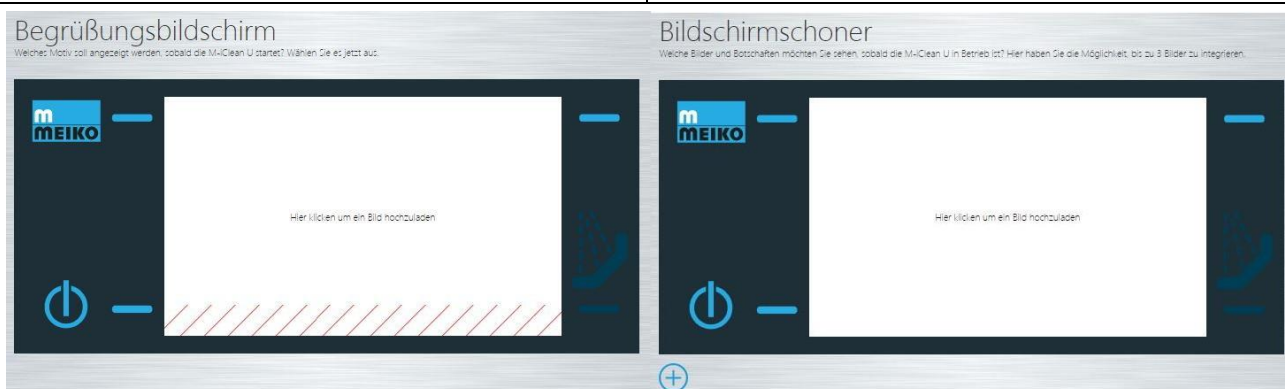 Begrüßungsbildschirm
Welches Motiv soll angezeigt werden, sobald die M-iClean U startet? Wählen Sie es jetzt aus.
m
MEIKO
Hier klicken um ein Bild hochzuladen
Bildschirmschoner
Welche Bilder und Botschaften möchten Sie sehen, sobald die M-iClean U in Betrieb ist? Hier haben Sie die Möglichkeit, bis zu 3 Bilder zu integrieren.
m
MEIKO
Hier klicken um ein Bild hochzuladen